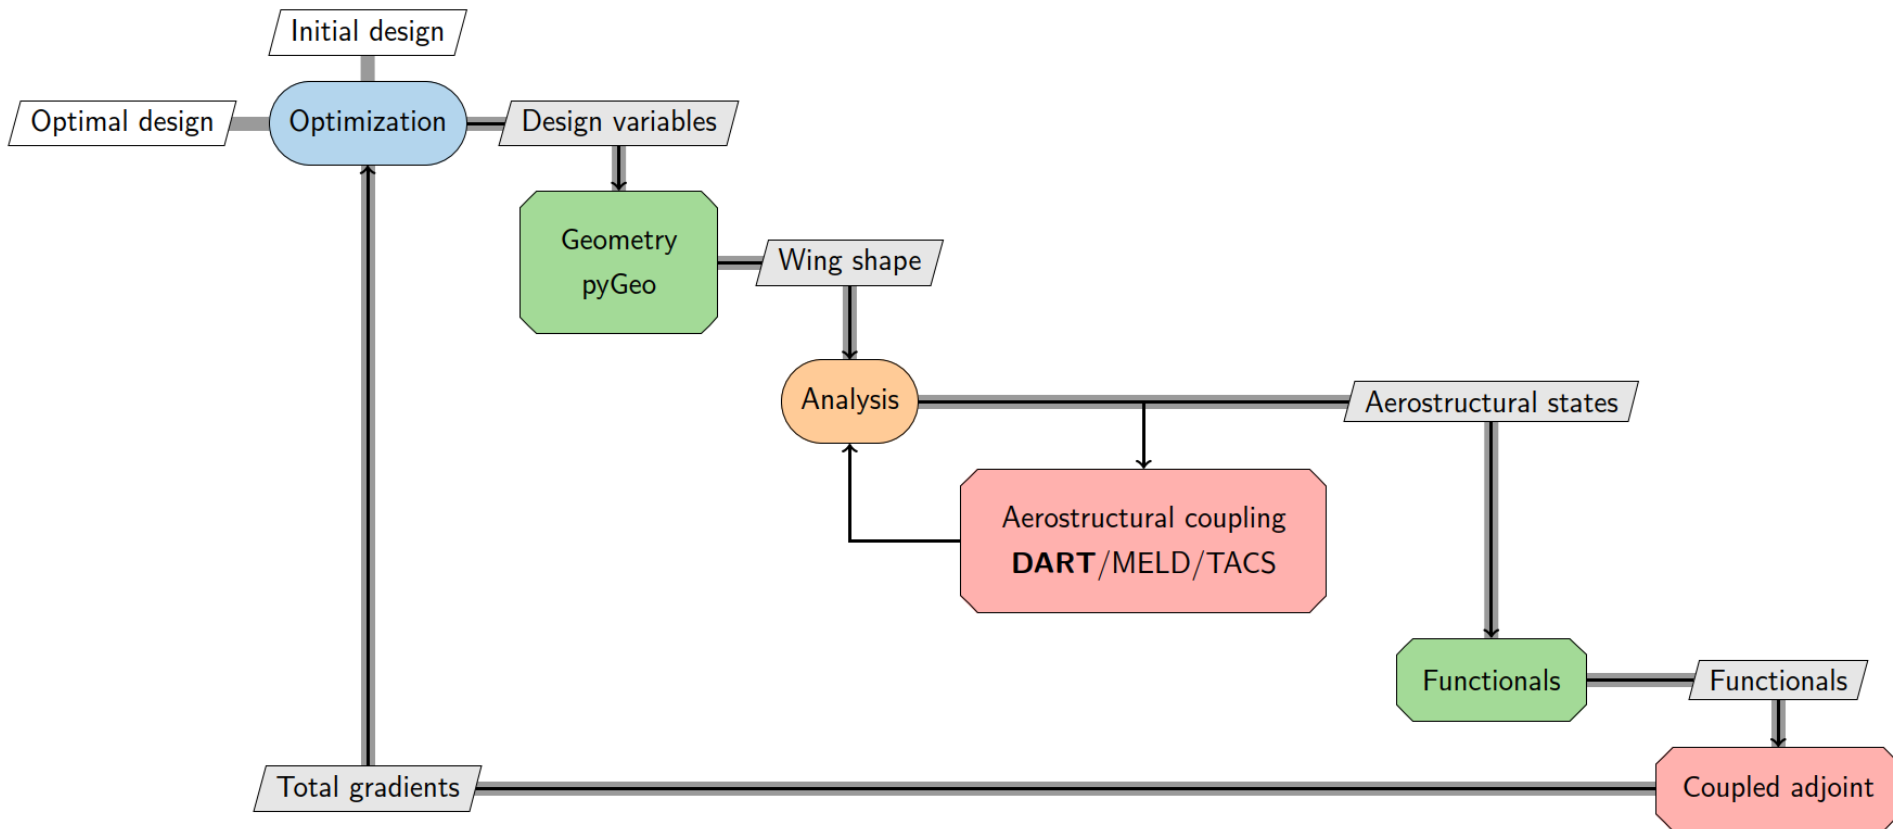 Initial design
Optimal design
Optimization
Design variables
Geometry
pyGeo
Wing shape
Analysis
Aerostructural states
Aerostructural coupling
DART/MELD/TACS
Functionals
Functionals
Total gradients
Coupled adjoint